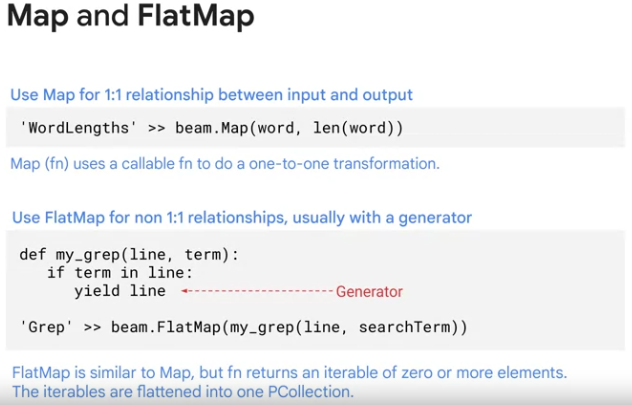 Map and FlatMap
Use Map for 1:1 relationship between input and output
'WordLengths' >> beam.Map(word, len(word))
Map (fn) uses a callable fn to do a one-to-one transformation.
Use FlatMap for non 1:1 relationships, usually with a generator
def my_grep(line, term):
   if term in line:
      yield line Generator
'Grep' >> beam.FlatMap(my_grep(line, searchTerm))
FlatMap is similar to Map, but fn returns an iterable of zero or more elements.
The iterables are flattened into one PCollection.